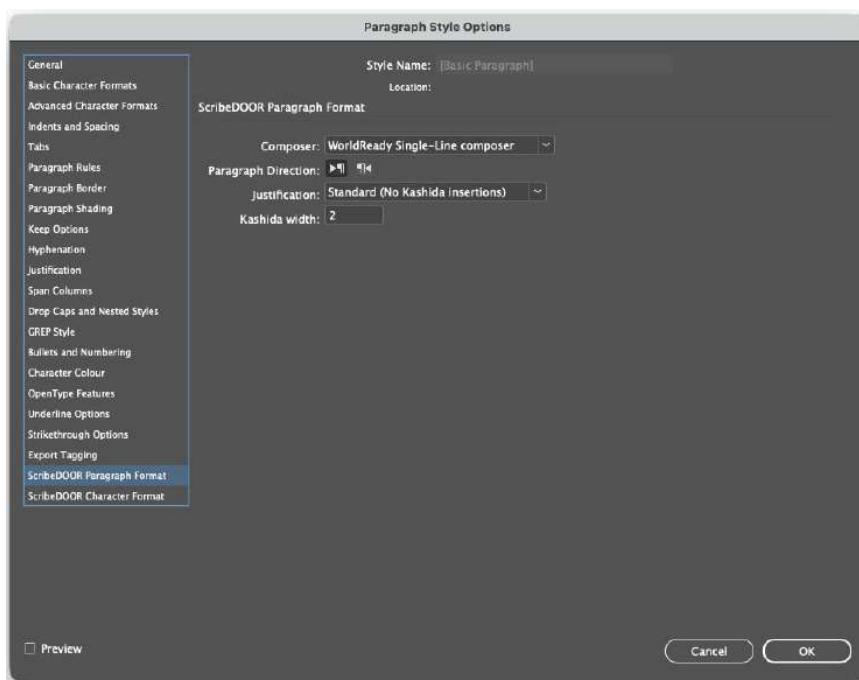 Paragraph Style Options
General
Basic Character Formats
Advanced Character Formats
Indents and Spacing
Tabs
Paragraph Rules
Paragraph Border
Paragraph Shading
Keep Options
Hyphenation
Justification
Span Columns
Drop Caps and Nested Styles
GREP Style
Bullets and Numbering
Character Colour
OpenType Features
Underline Options
Strikethrough Options
Export Tagging
ScribeDOOR Paragraph Format
ScribeDOOR Character Format
Style Name: [Basic Paragraph]
Location:
ScribeDOOR Paragraph Format
Composer: WorldReady Single-Line composer
Paragraph Direction:
Justification: Standard (No Kashida insertions)
Kashida width: 2
Preview
Cancel
OK